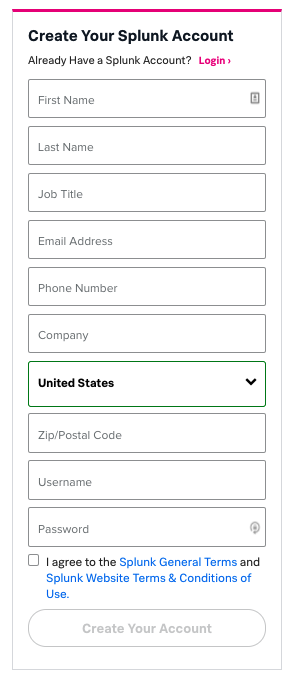 Create Your Splunk Account
Already Have a Splunk Account? Login ›
First Name
Last Name
Job Title
Email Address
Phone Number
Company
United States
Zip/Postal Code
Username
Password
I agree to the Splunk General Terms and
Splunk Website Terms & Conditions of
Use.
Create Your Account